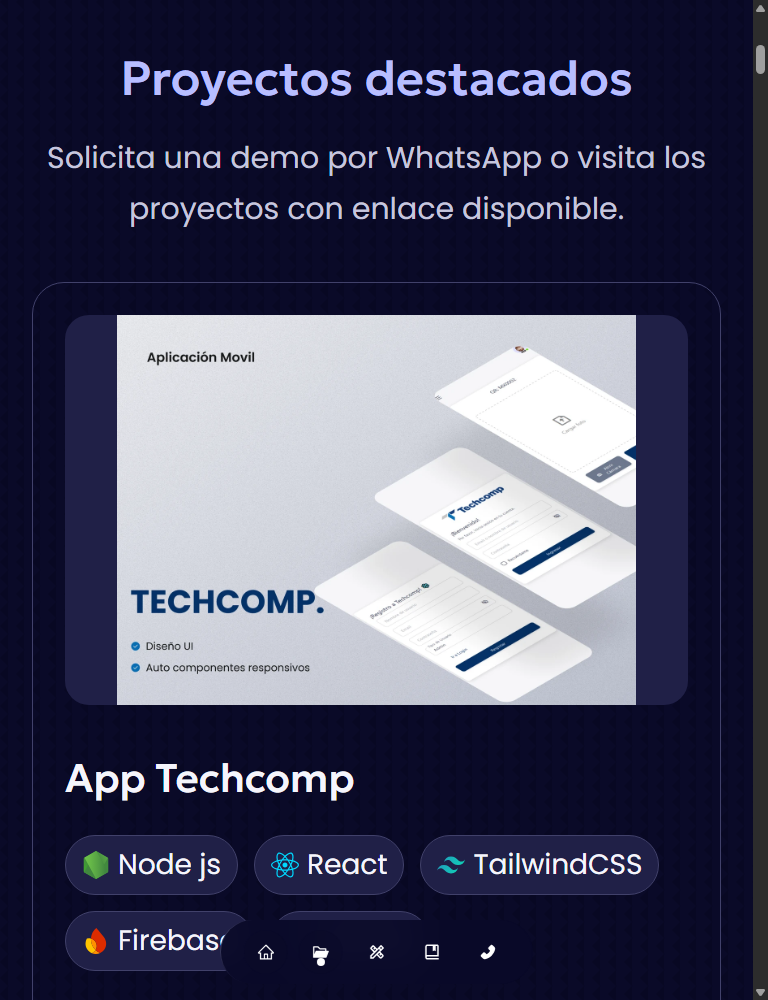 Proyectos destacados
Solicita una demo por WhatsApp o visita los
proyectos con enlace disponible.
Aplicación Movil
Techcomp
¡Bienvenido!
TECHCOMP.
Diseño UI
Auto componentes responsivos
App Techcomp
Node js
React
TailwindCSS